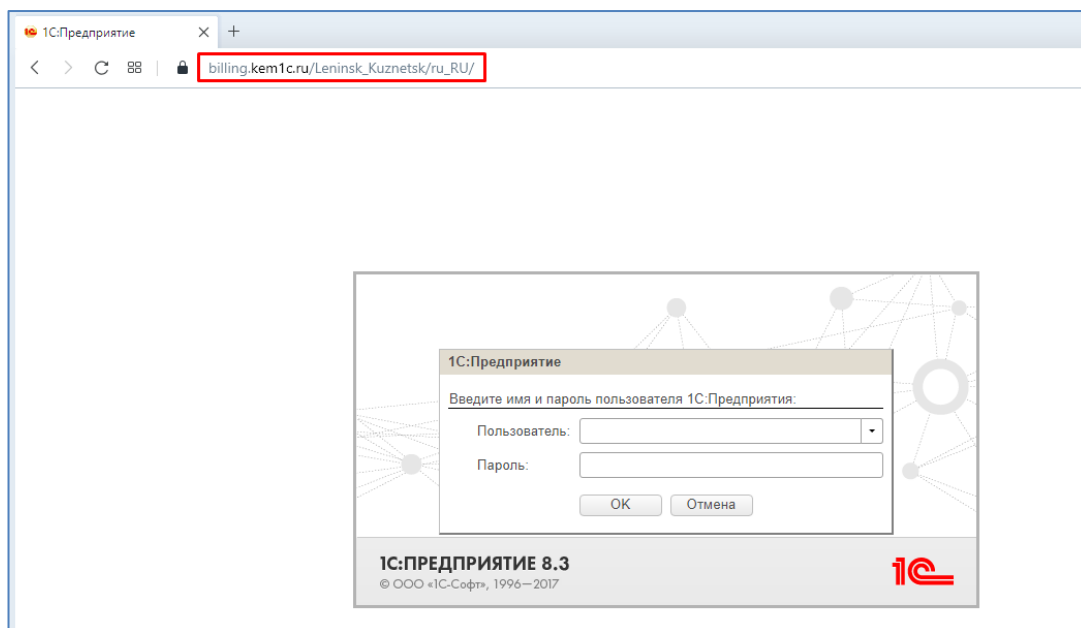 1С:Предприятие
billing.kem1c.ru/Leninsk_Kuznetsk/ru_RU/
1С:Предприятие
Введите имя и пароль пользователя 1С:Предприятия:
Пользователь:
Пароль:
OK Отмена
1С:ПРЕДПРИЯТИЕ 8.3
© ООО «1С-Софт», 1996—2017
1С